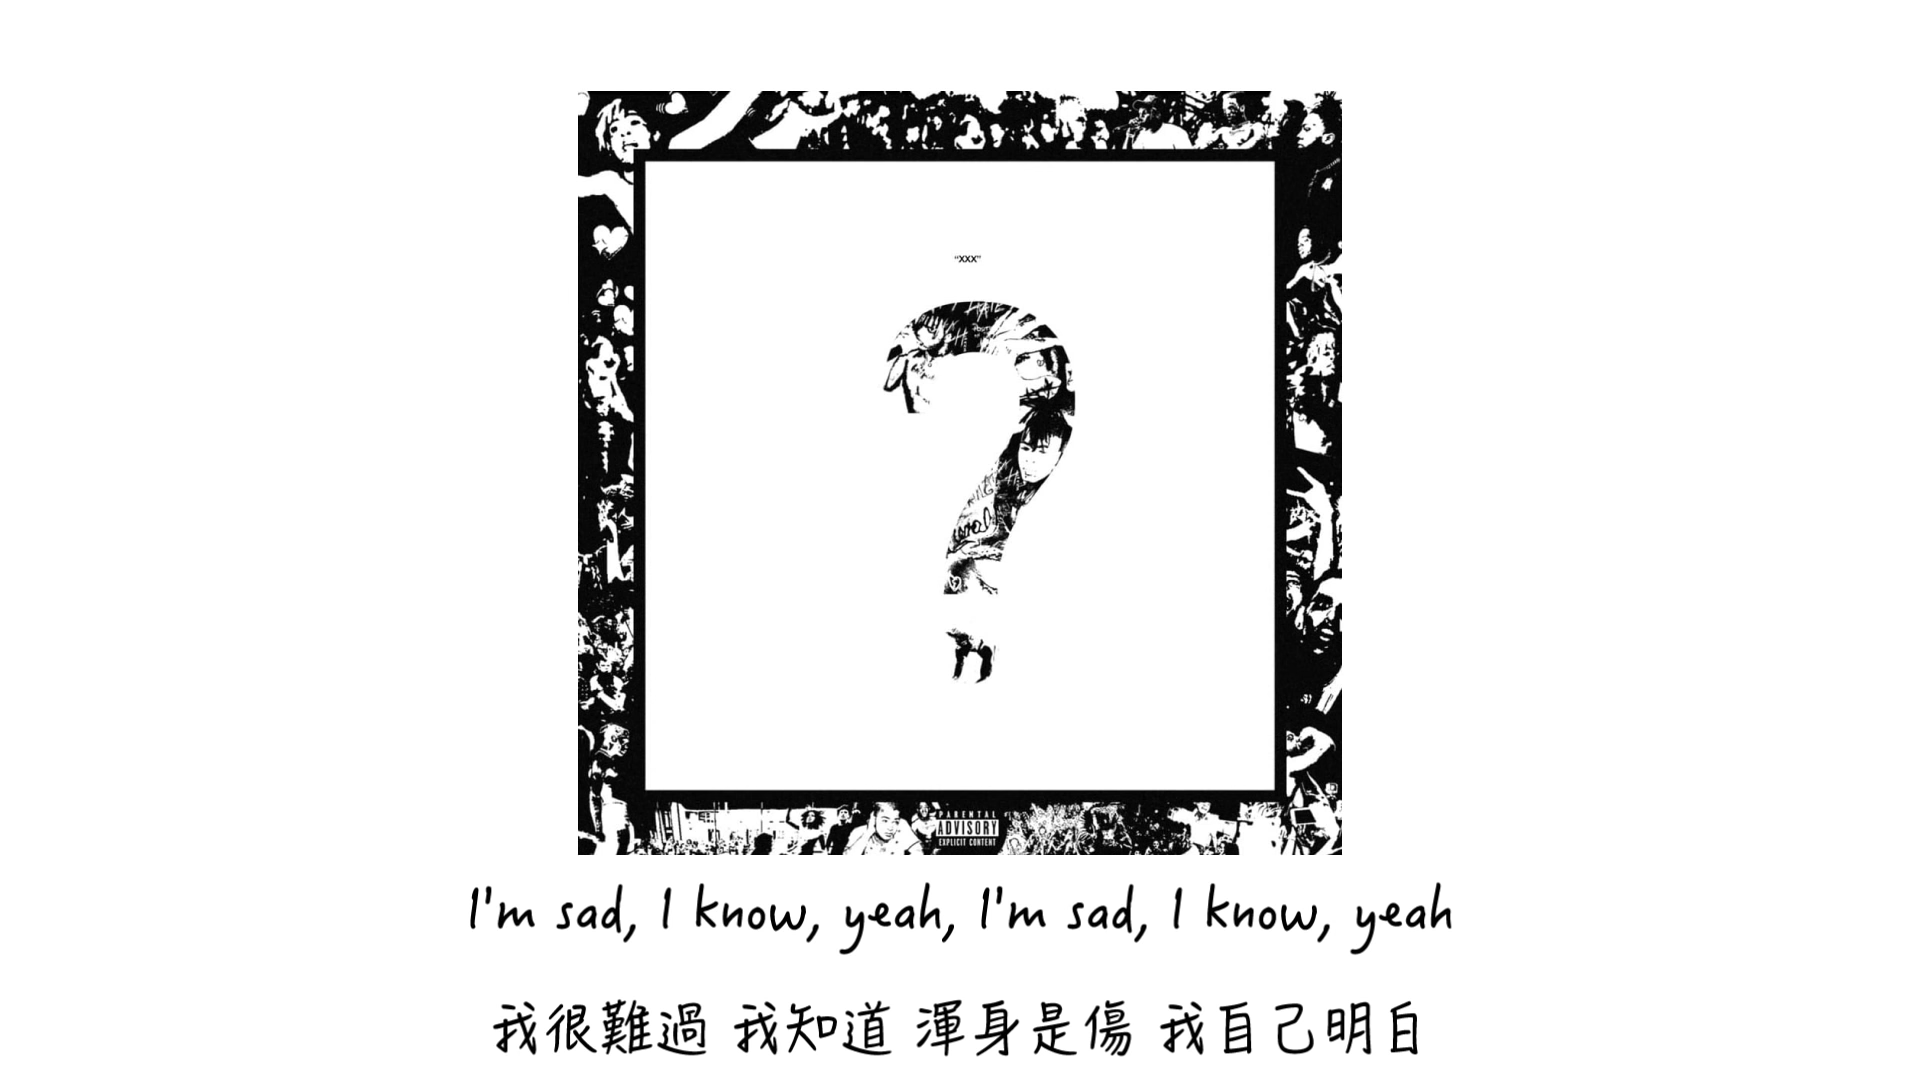 “XXX”
PARENTAL
ADVISORY
EXPLICIT CONTENT
I'm sad, I know, yeah, I'm sad, I know, yeah
我很難過 我知道 渾身是傷 我自己明白